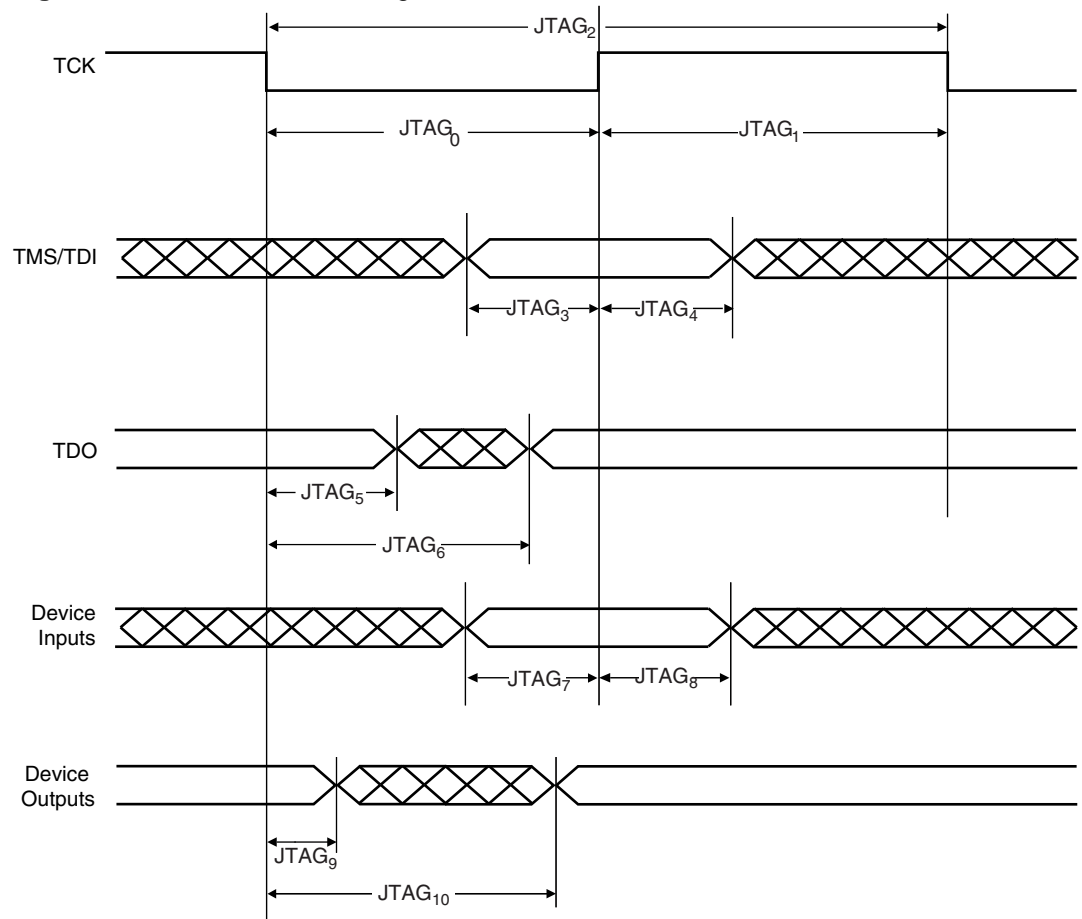 JTAG₂
TCK
JTAG₀
JTAG₁
TMS/TDI
JTAG₃
JTAG₄
TDO
JTAG₅
JTAG₆
Device
Inputs
JTAG₇
JTAG₈
Device
Outputs
JTAG₉
JTAG₁₀